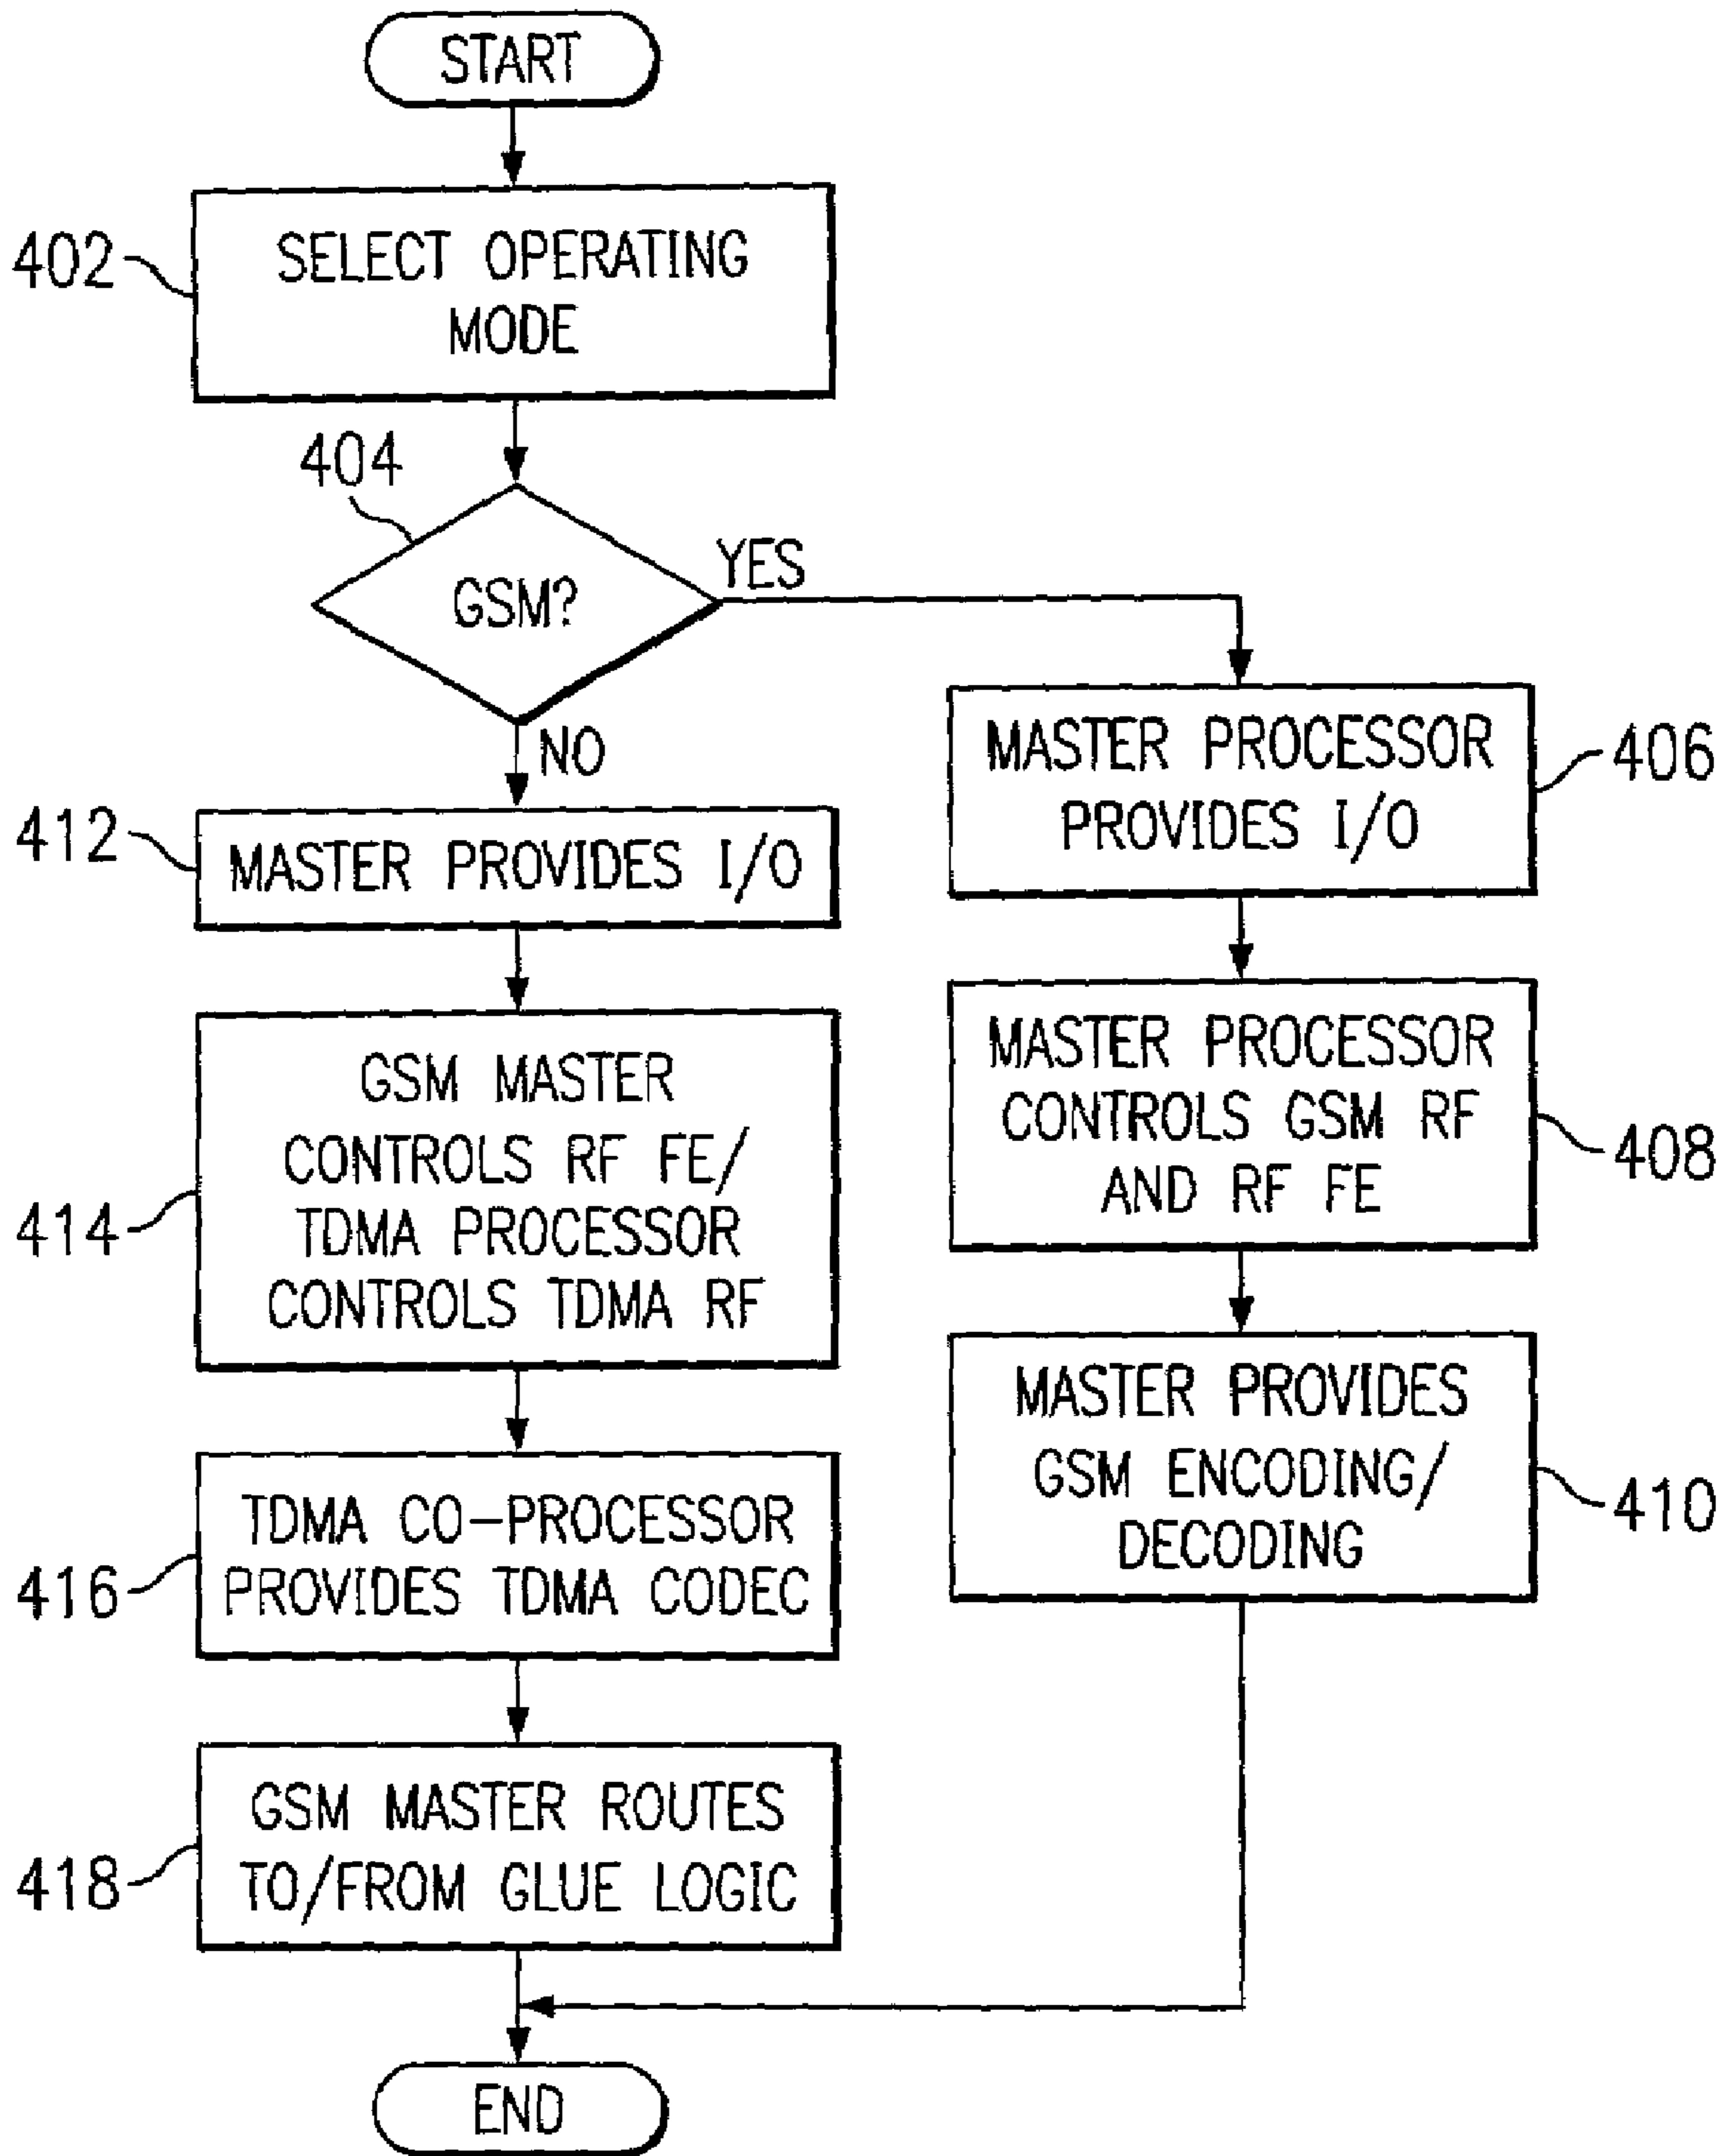 START
402
SELECT OPERATING
MODE
404
GSM?
YES
NO
412
MASTER PROVIDES I/O
414
GSM MASTER
CONTROLS RF FE/
TDMA PROCESSOR
CONTROLS TDMA RF
416
TDMA CO-PROCESSOR
PROVIDES TDMA CODEC
418
GSM MASTER ROUTES
TO/FROM GLUE LOGIC
MASTER PROCESSOR
PROVIDES I/O
406
MASTER PROCESSOR
CONTROLS GSM RF
AND RF FE
408
MASTER PROVIDES
GSM ENCODING/
DECODING
410
END